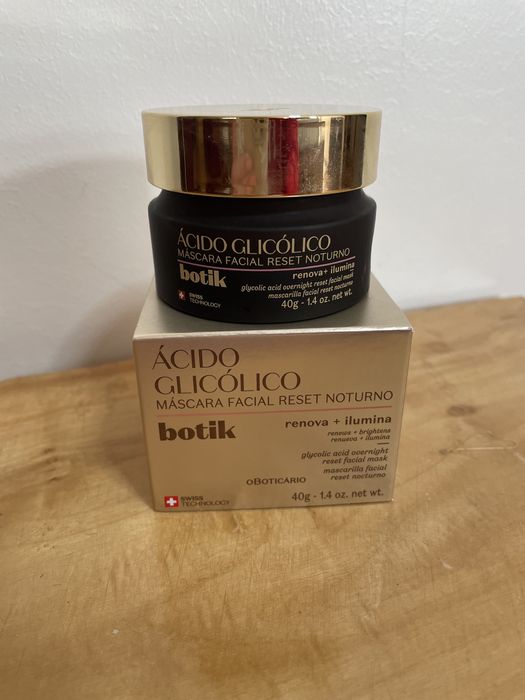 ÁCIDO GLICÓLICO
MÁSCARA FACIAL RESET NOTURNO
botik
renova + ilumina
glycolic acid overnight reset facial mask
mascarilla facial reset nocturno
40g - 1.4 oz. net wt.
SWISS
TECHNOLOGY
ÁCIDO
GLICÓLICO
MÁSCARA FACIAL RESET NOTURNO
botik
renova + ilumina
renews + brightens
renueva + ilumina
glycolic acid overnight
reset facial mask
mascarilla facial
reset nocturno
oBOTICÁRIO
SWISS
TECHNOLOGY
40g - 1.4 oz. net wt.